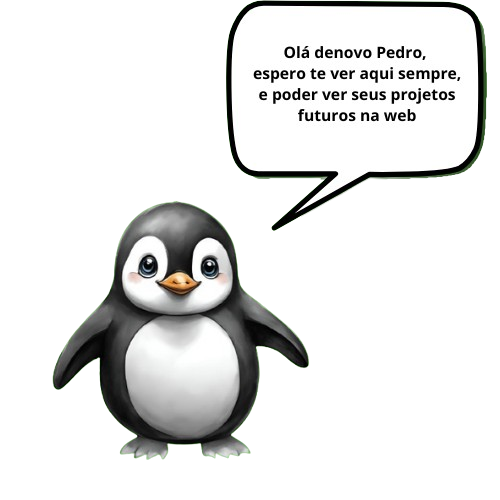 Olá denovo Pedro,
espero te ver aqui sempre,
e poder ver seus projetos
futuros na web